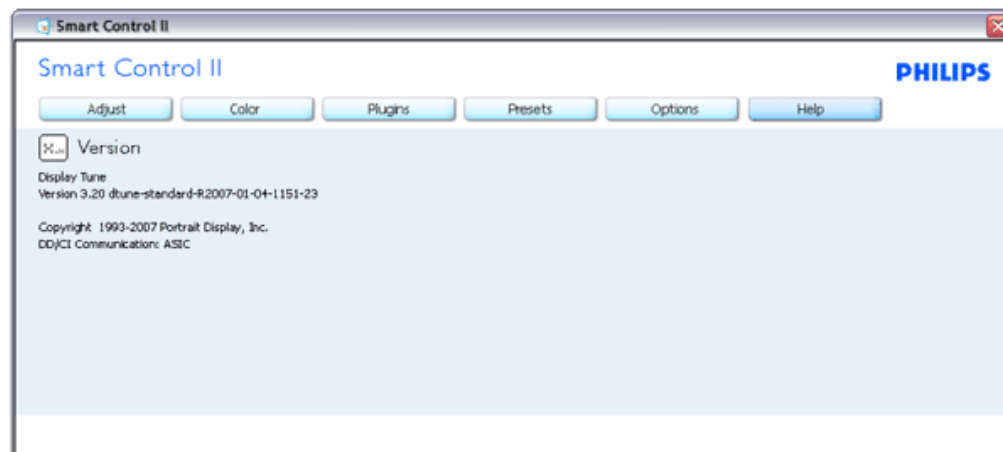 Smart Control II
Smart Control II
PHILIPS
Adjust Color Plugins Presets Options Help
Version
Display Tune
Version 3.20 dtune-standard-R2007-01-04-1151-23
Copyright 1993-2007 Portrait Display, Inc.
DD/CI Communication: ASIC